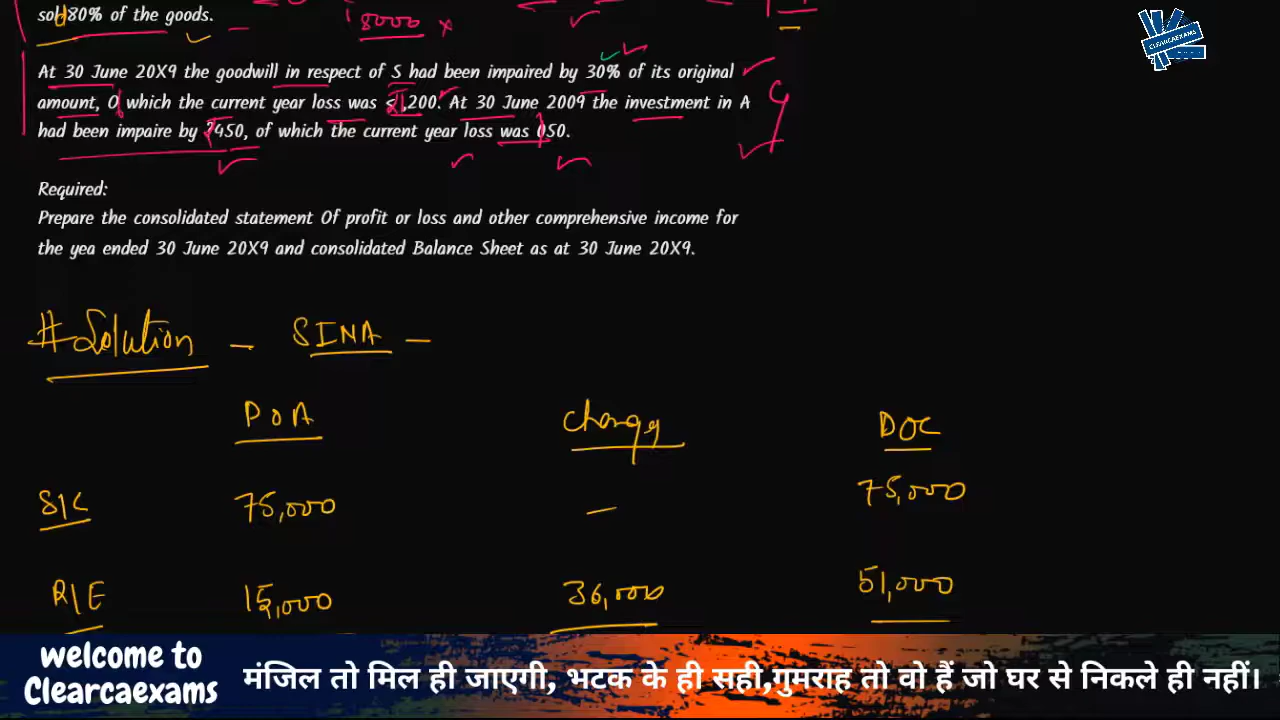 sold 80% of the goods.
8000 x
CLEARCAEXAMS
At 30 June 20X9 the goodwill in respect of S had been impaired by 30% of its original
amount, Of which the current year loss was ₹1,200. At 30 June 2009 the investment in A
had been impaire by ₹450, of which the current year loss was 150.
Required:
Prepare the consolidated statement Of profit or loss and other comprehensive income for
the yea ended 30 June 20X9 and consolidated Balance Sheet as at 30 June 20X9.
# Solution - SINA -
DOA Change DOC
S/C 75,000 - 75,000
R/E 15,000 36,000 51,000
welcome to
Clearcaexams
मंजिल तो मिल ही जाएगी, भटक के ही सही,गुमराह तो वो हैं जो घर से निकले ही नहीं।